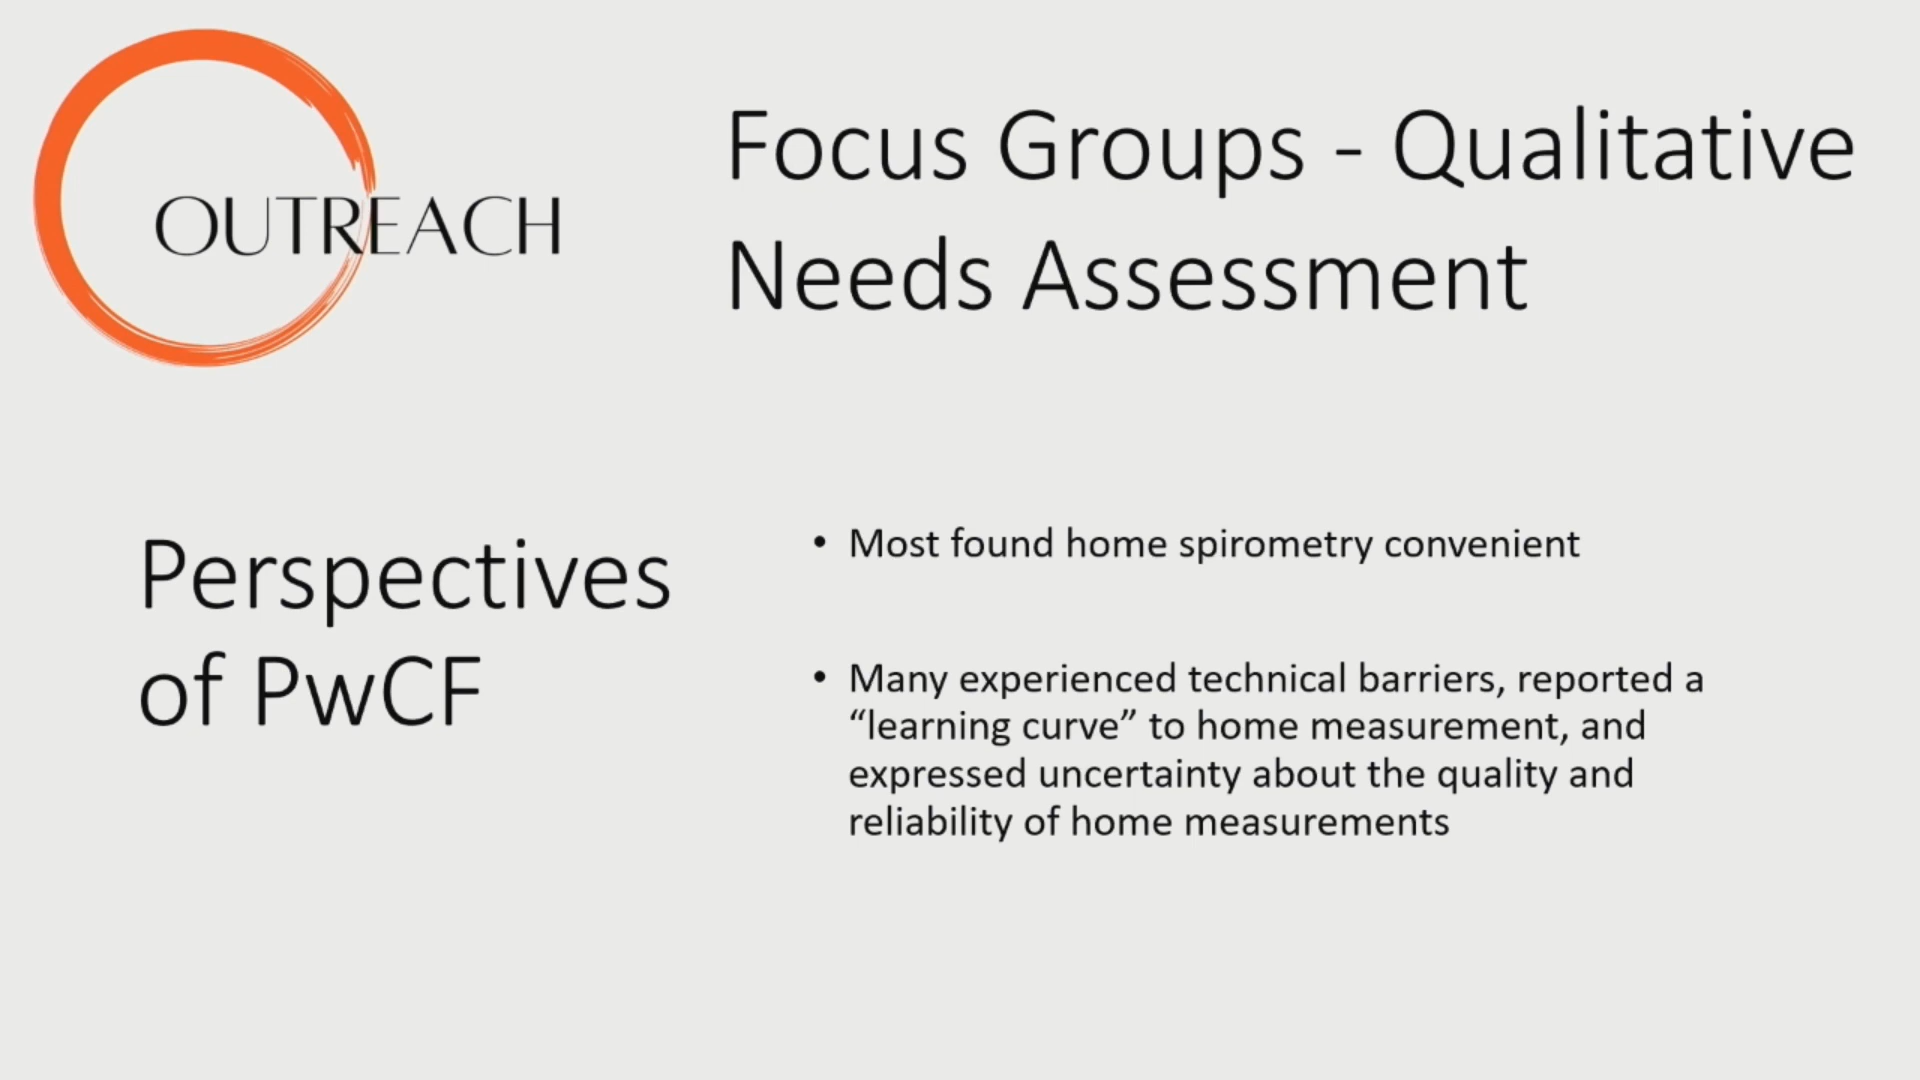 OUTREACH
Focus Groups - Qualitative
Needs Assessment
Perspectives
of PwCF
• Most found home spirometry convenient
• Many experienced technical barriers, reported a
“learning curve” to home measurement, and
expressed uncertainty about the quality and
reliability of home measurements